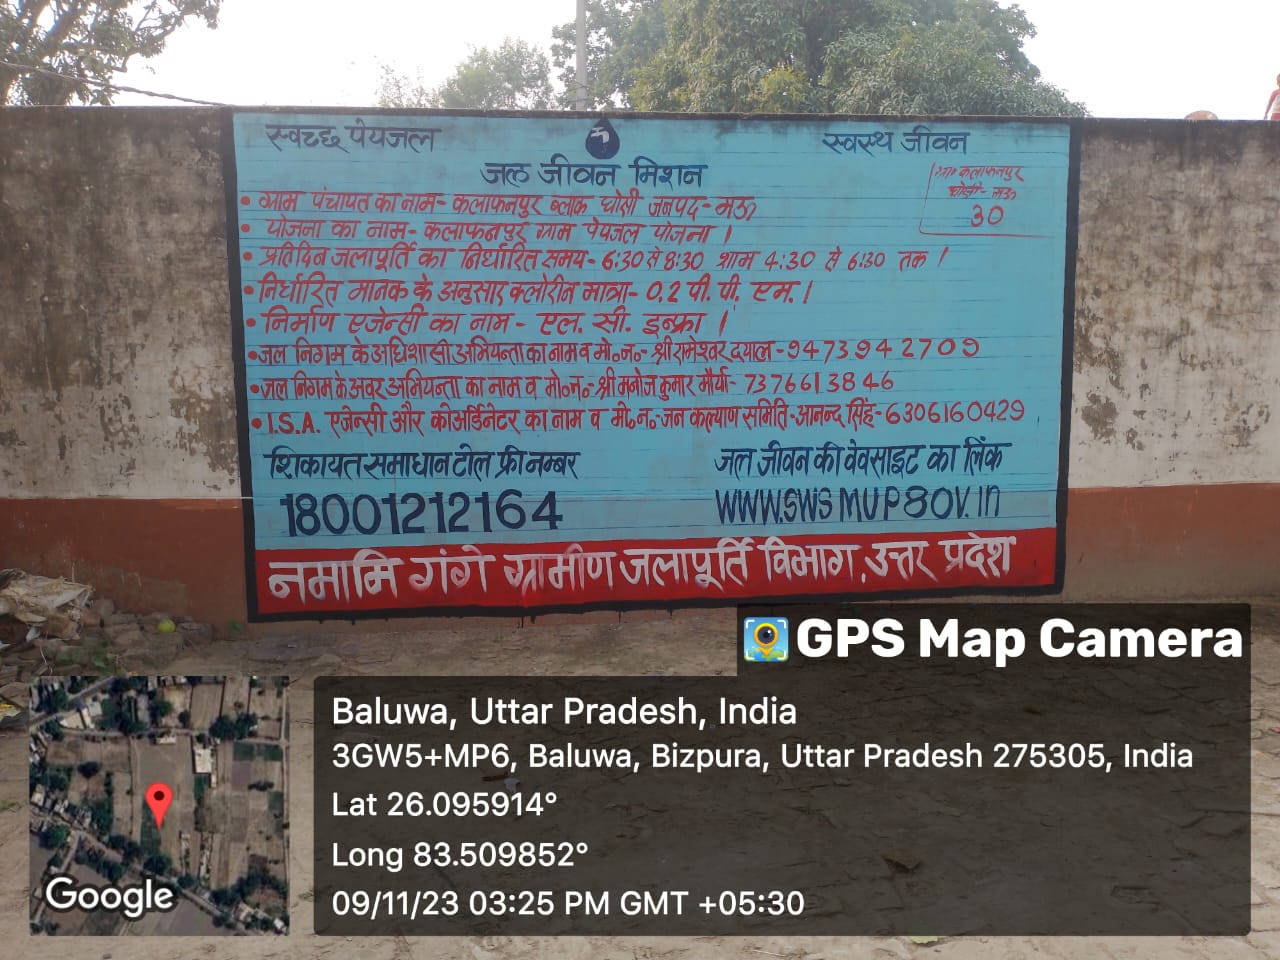 स्वच्छ पेयजल
स्वस्थ जीवन
जल जीवन मिशन
ग्रा० कलाफनपुर
घोसी - मऊ
30
• ग्राम पंचायत का नाम - कलाफनपुर ब्लाक घोसी जनपद - मऊ
• योजना का नाम - कलाफनपुर ग्राम पेयजल योजना ।
• प्रतिदिन जलापूर्ति का निर्धारित समय - 6:30 से 8:30 शाम 4:30 से 6:30 तक ।
• निर्धारित मानक के अनुसार क्लोरीन मात्रा - 0.2 पी. पी. एम. ।
• निर्माण एजेन्सी का नाम - एल. सी. इन्फ्रा ।
• जल निगम के अधिशासी अभियन्ता का नाम व मो०न० - श्री रामेश्वर दयाल - 9473942709
• जल निगम के अवर अभियन्ता का नाम व मो०न० - श्री मनोज कुमार मौर्या - 7376613846
• I.S.A. एजेन्सी और कोआर्डिनेटर का नाम व मो०न० - जन कल्याण समिति - आनन्द सिंह - 6306160429
शिकायत समाधान टोल फ्री नम्बर
18001212164
जल जीवन की वेबसाइट का लिंक
WWW.SWSMUP80V.in
नमामि गंगे ग्रामीण जलापूर्ति विभाग, उत्तर प्रदेश
GPS Map Camera
Baluwa, Uttar Pradesh, India
3GW5+MP6, Baluwa, Bizpura, Uttar Pradesh 275305, India
Lat 26.095914°
Long 83.509852°
09/11/23 03:25 PM GMT +05:30
Google